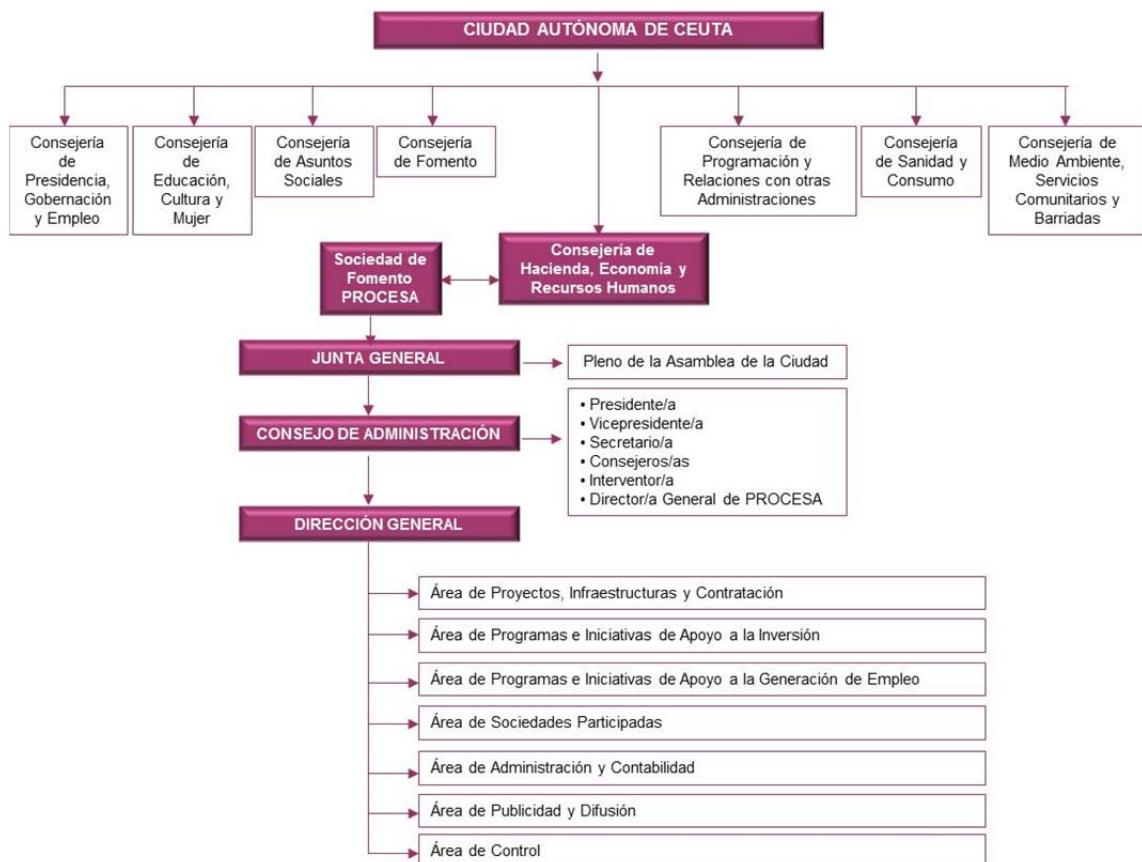 CIUDAD AUTÓNOMA DE CEUTA
Consejería
de
Presidencia,
Gobernación
y Empleo
Consejería
de
Educación,
Cultura y
Mujer
Consejería
de Asuntos
Sociales
Consejería
de Fomento
Consejería de
Programación y
Relaciones con otras
Administraciones
Consejería
de Sanidad y
Consumo
Consejería de
Medio Ambiente,
Servicios
Comunitarios y
Barriadas
Sociedad de
Fomento
PROCESA
Consejería de
Hacienda, Economía y
Recursos Humanos
JUNTA GENERAL
Pleno de la Asamblea de la Ciudad
CONSEJO DE ADMINISTRACIÓN
• Presidente/a
• Vicepresidente/a
• Secretario/a
• Consejeros/as
• Interventor/a
• Director/a General de PROCESA
DIRECCIÓN GENERAL
Área de Proyectos, Infraestructuras y Contratación
Área de Programas e Iniciativas de Apoyo a la Inversión
Área de Programas e Iniciativas de Apoyo a la Generación de Empleo
Área de Sociedades Participadas
Área de Administración y Contabilidad
Área de Publicidad y Difusión
Área de Control